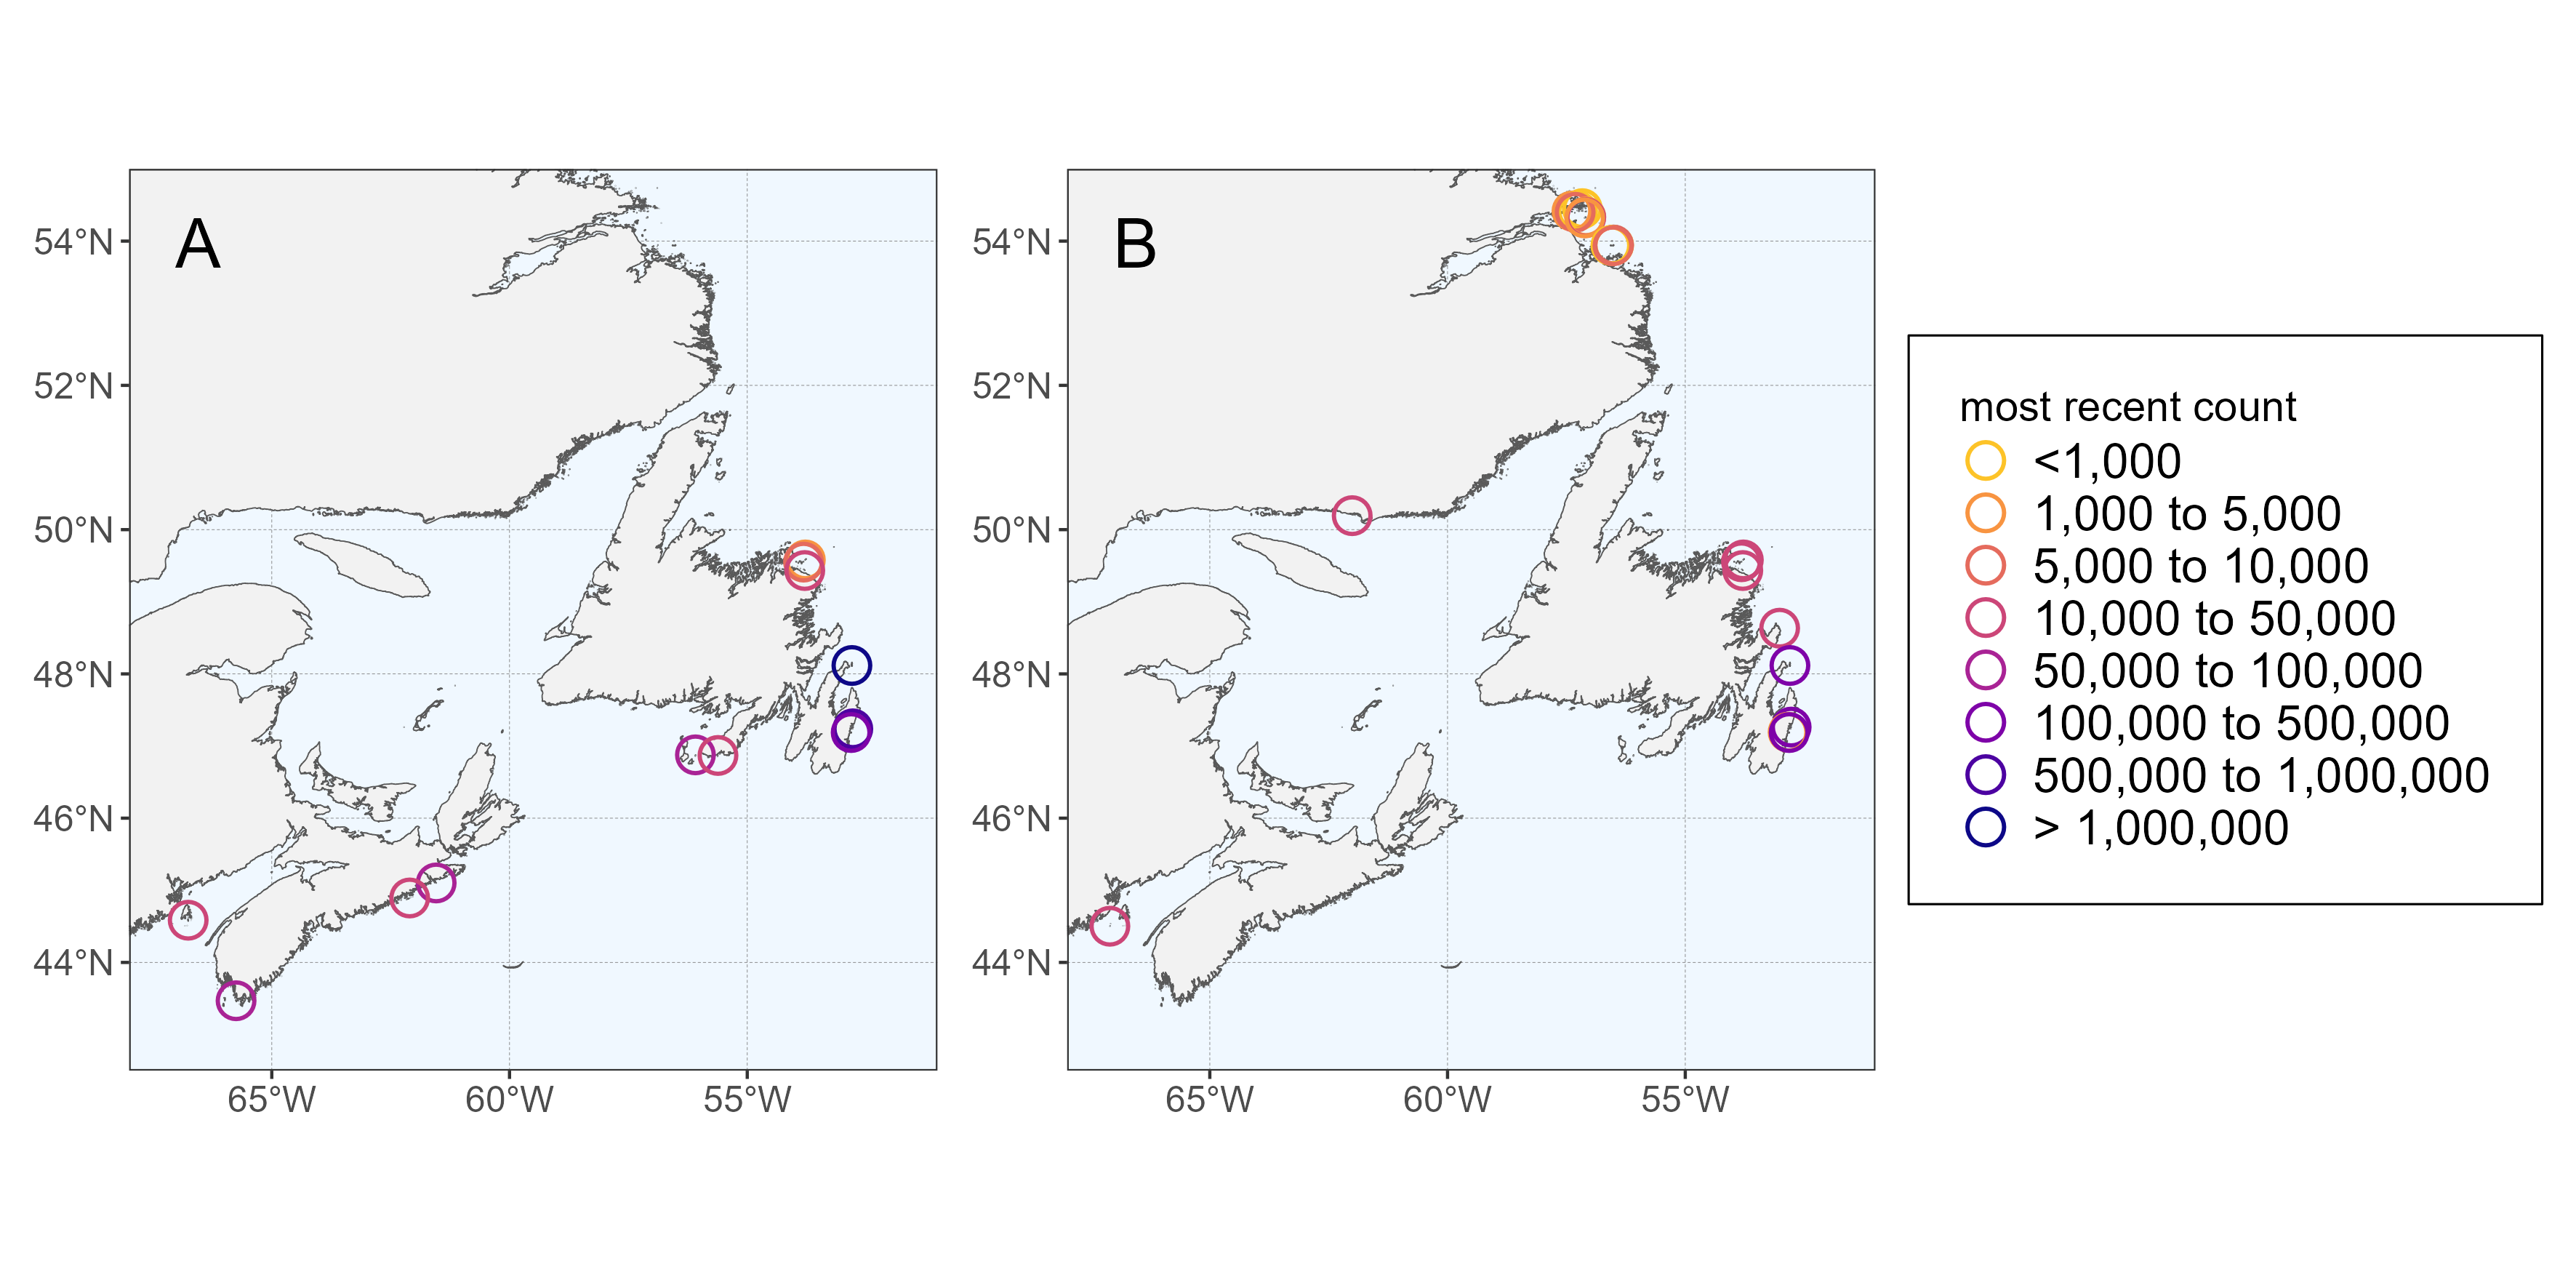 A
54°N
52°N
50°N
48°N
46°N
44°N
65°W
60°W
55°W
B
54°N
52°N
50°N
48°N
46°N
44°N
65°W
60°W
55°W
most recent count
<1,000
1,000 to 5,000
5,000 to 10,000
10,000 to 50,000
50,000 to 100,000
100,000 to 500,000
500,000 to 1,000,000
> 1,000,000